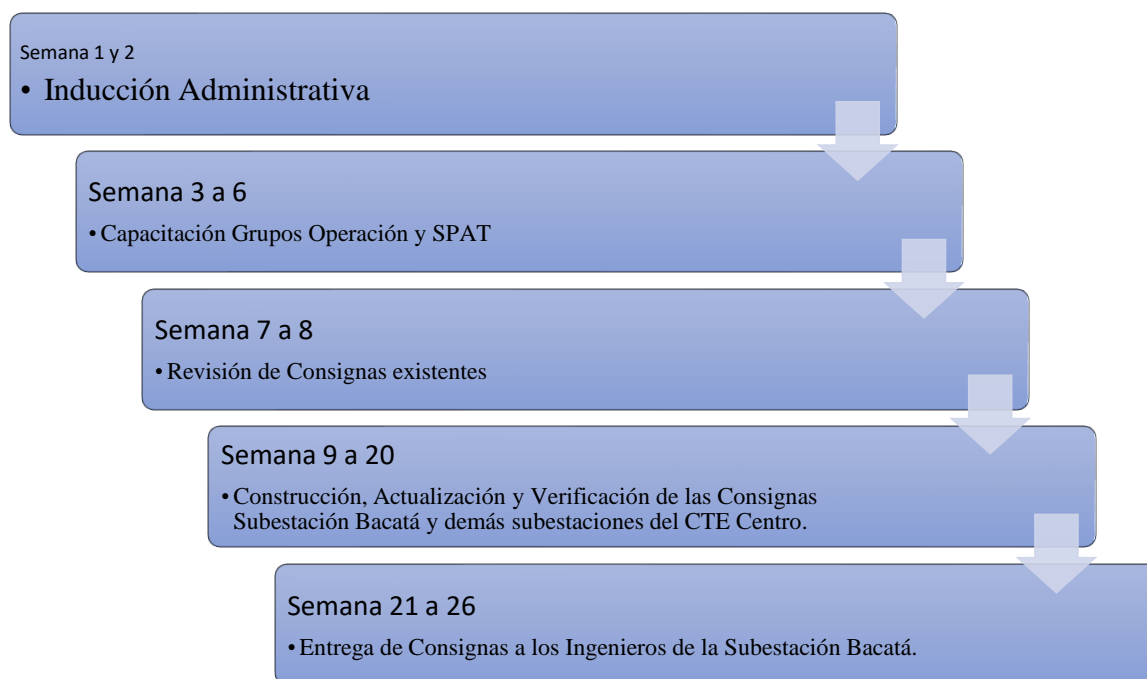 Semana 1 y 2
• Inducción Administrativa
Semana 3 a 6
• Capacitación Grupos Operación y SPAT
Semana 7 a 8
• Revisión de Consignas existentes
Semana 9 a 20
• Construcción, Actualización y Verificación de las Consignas
Subestación Bacatá y demás subestaciones del CTE Centro.
Semana 21 a 26
• Entrega de Consignas a los Ingenieros de la Subestación Bacatá.